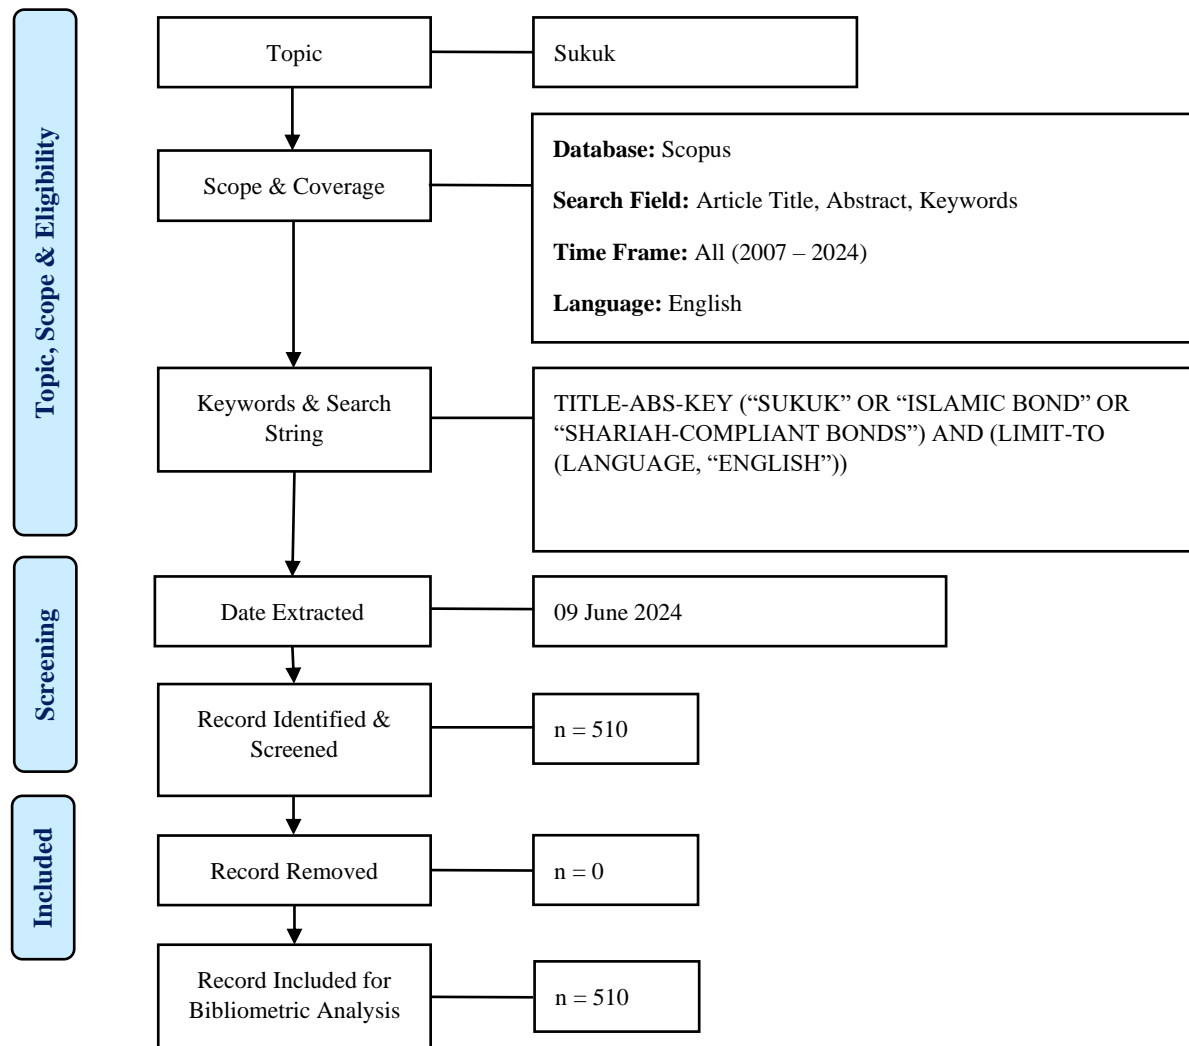 Topic, Scope & Eligibility
Topic
Sukuk
Scope & Coverage
Database: Scopus
Search Field: Article Title, Abstract, Keywords
Time Frame: All (2007 – 2024)
Language: English
Keywords & Search
String
TITLE-ABS-KEY (“SUKUK” OR “ISLAMIC BOND” OR
“SHARIAH-COMPLIANT BONDS”) AND (LIMIT-TO
(LANGUAGE, “ENGLISH”))
Screening
Date Extracted
09 June 2024
Record Identified &
Screened
n = 510
Included
Record Removed
n = 0
Record Included for
Bibliometric Analysis
n = 510